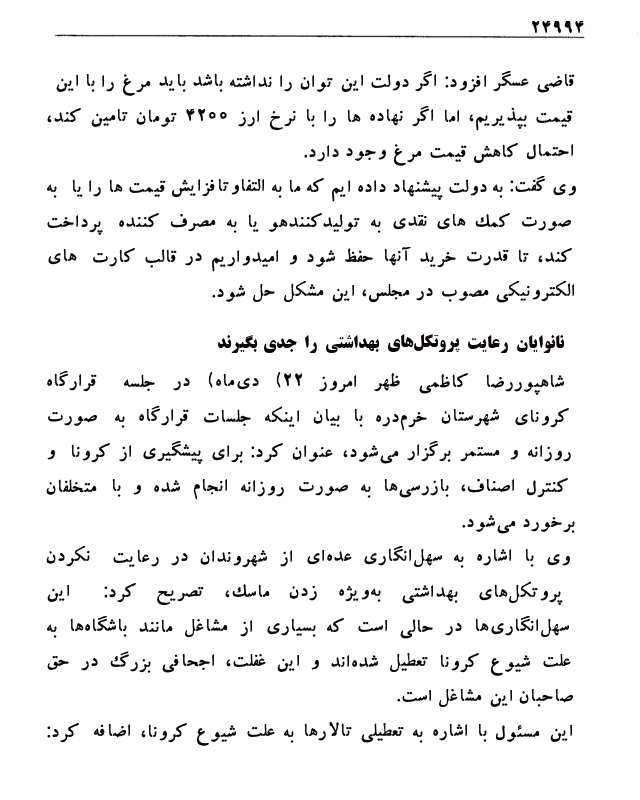 ۲۴۹۹۴
قاضی عسگر افزود: اگر دولت این توان را نداشته باشد باید مرغ را با این
قیمت بپذیریم، اما اگر نهاده ها را با نرخ ارز ۴۲۰۰ تومان تامین کند،
احتمال کاهش قیمت مرغ وجود دارد.
وی گفت: به دولت پیشنهاد داده ایم که ما به التفاوتافزایش قیمت ها را یا به
صورت کمک های نقدی به تولیدکنندهو یا به مصرف کننده پرداخت
کند، تا قدرت خرید آنها حفظ شود و امیدواریم در قالب کارت های
الکترونیکی مصوب در مجلس، این مشکل حل شود.
نانوایان رعایت پروتکل‌های بهداشتی را جدی بگیرند
شاهپوررضا کاظمی ظهر امروز ۲۲) دی‌ماه) در جلسه قرارگاه
کرونای شهرستان خرم‌دره با بیان اینکه جلسات قرارگاه به صورت
روزانه و مستمر برگزار می‌شود، عنوان کرد: برای پیشگیری از کرونا و
کنترل اصناف، بازرسی‌ها به صورت روزانه انجام شده و با متخلفان
برخورد می‌شود.
وی با اشاره به سهل‌انگاری عده‌ای از شهروندان در رعایت نکردن
پروتکل‌های بهداشتی به‌ویژه زدن ماسک، تصریح کرد: این
سهل‌انگاری‌ها در حالی است که بسیاری از مشاغل مانند باشگاه‌ها به
علت شیوع کرونا تعطیل شده‌اند و این غفلت، اجحافی بزرگ در حق
صاحبان این مشاغل است.
این مسئول با اشاره به تعطیلی تالارها به علت شیوع کرونا، اضافه کرد: